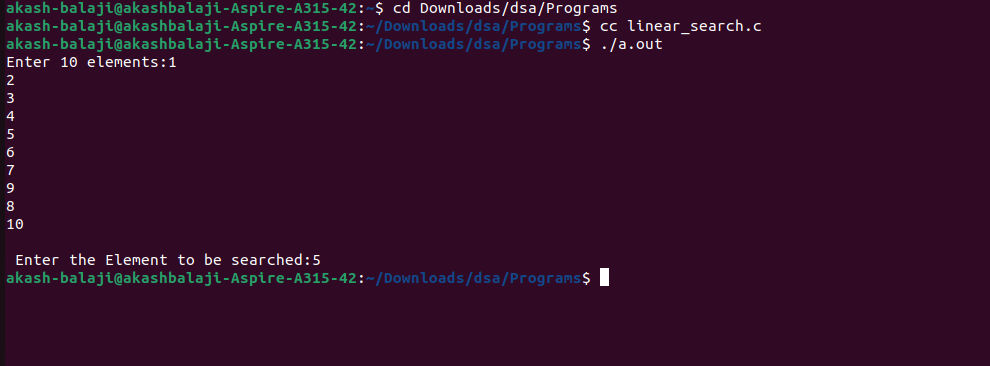 akash-balaji@akashbalaji-Aspire-A315-42:~$ cd Downloads/dsa/Programs
akash-balaji@akashbalaji-Aspire-A315-42:~/Downloads/dsa/Programs$ cc linear_search.c
akash-balaji@akashbalaji-Aspire-A315-42:~/Downloads/dsa/Programs$ ./a.out
Enter 10 elements:1
2
3
4
5
6
7
9
8
10
Enter the Element to be searched:5
akash-balaji@akashbalaji-Aspire-A315-42:~/Downloads/dsa/Programs$